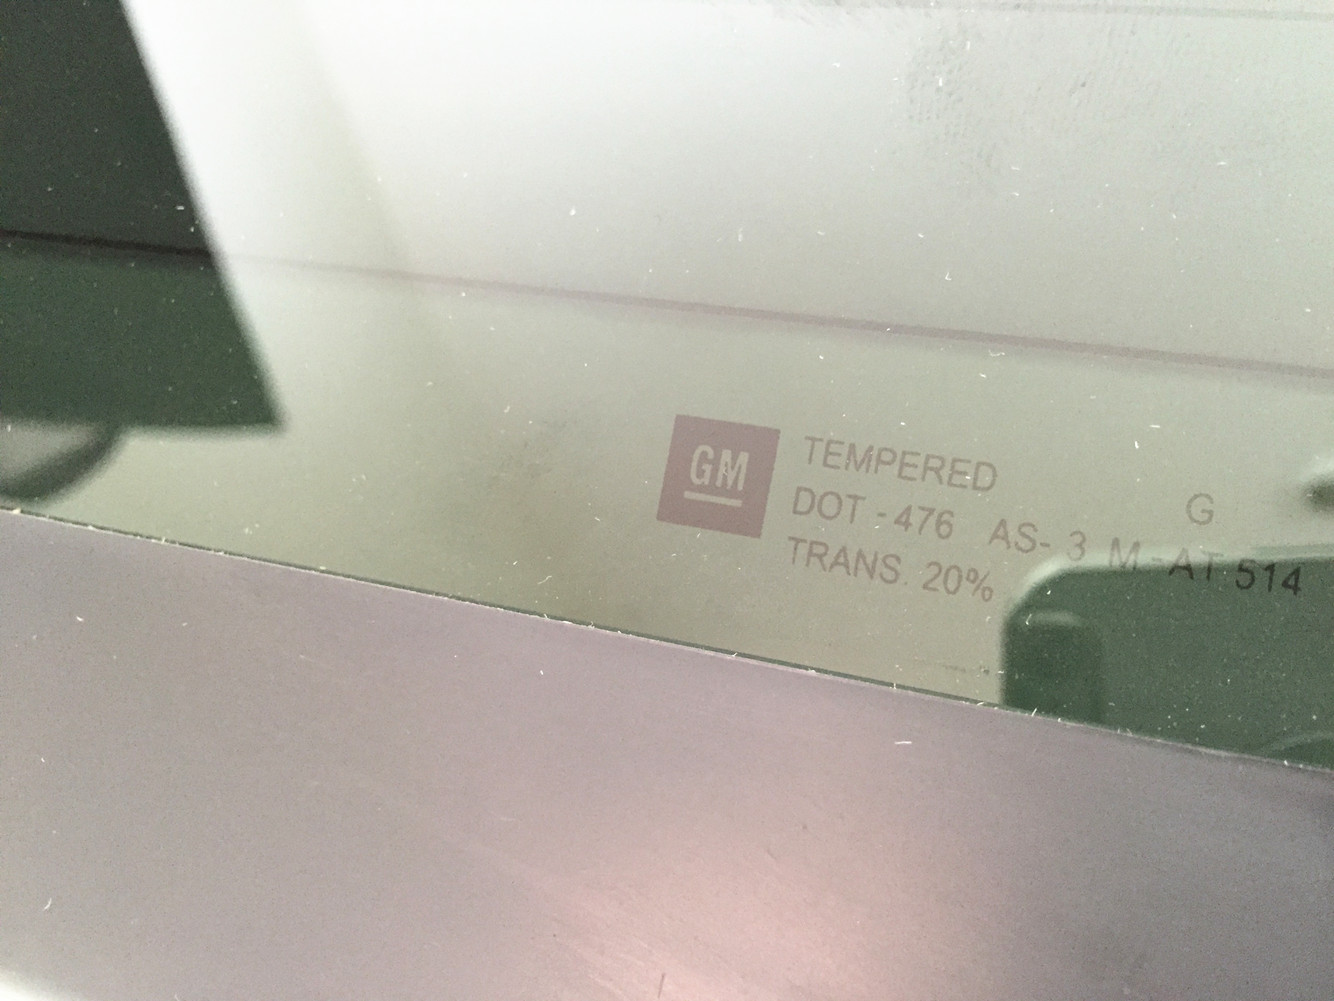 GM
TEMPERED
G
DOT - 476 AS- 3 M-AT 514
TRANS. 20%